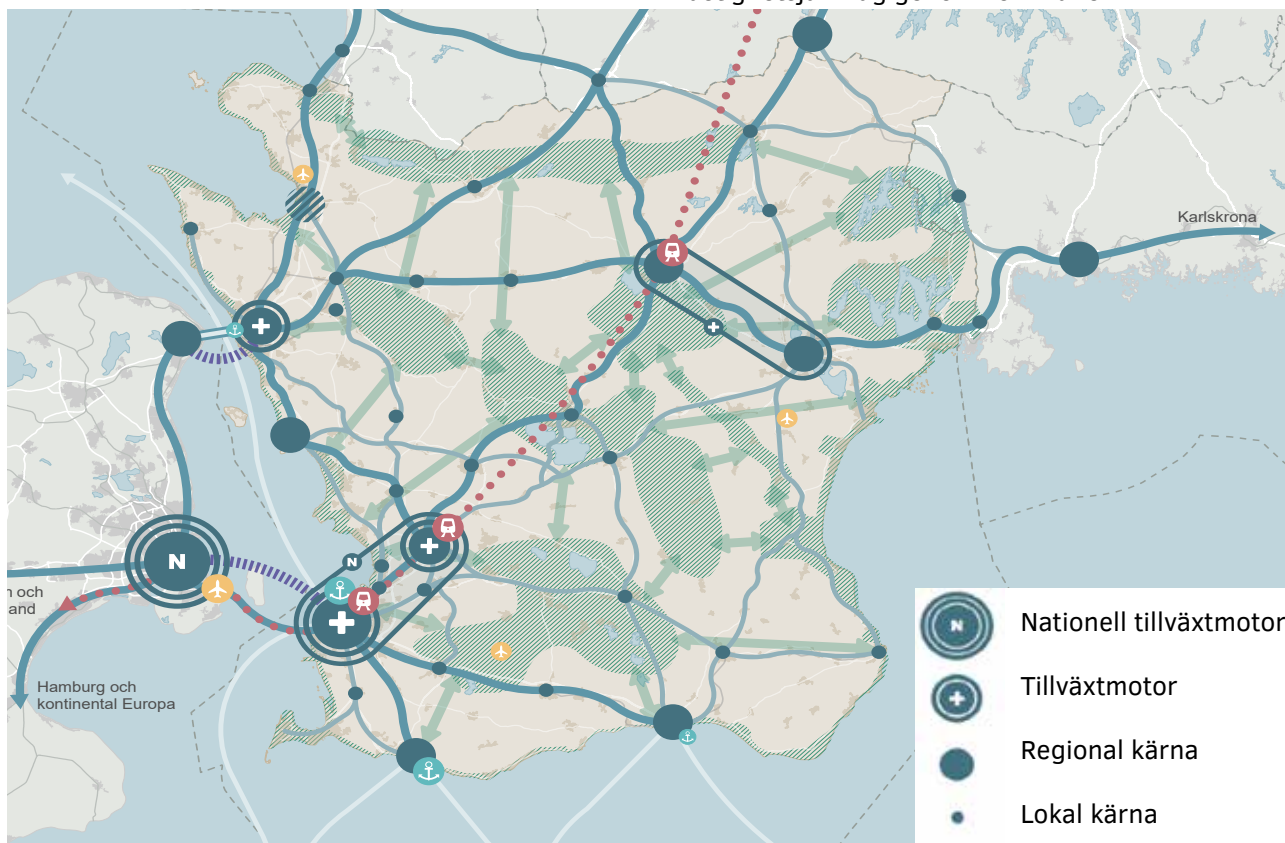 Karlskrona
N
N
n och
and
Hamburg och
kontinental Europa
N
Nationell tillväxtmotor
Tillväxtmotor
Regional kärna
Lokal kärna